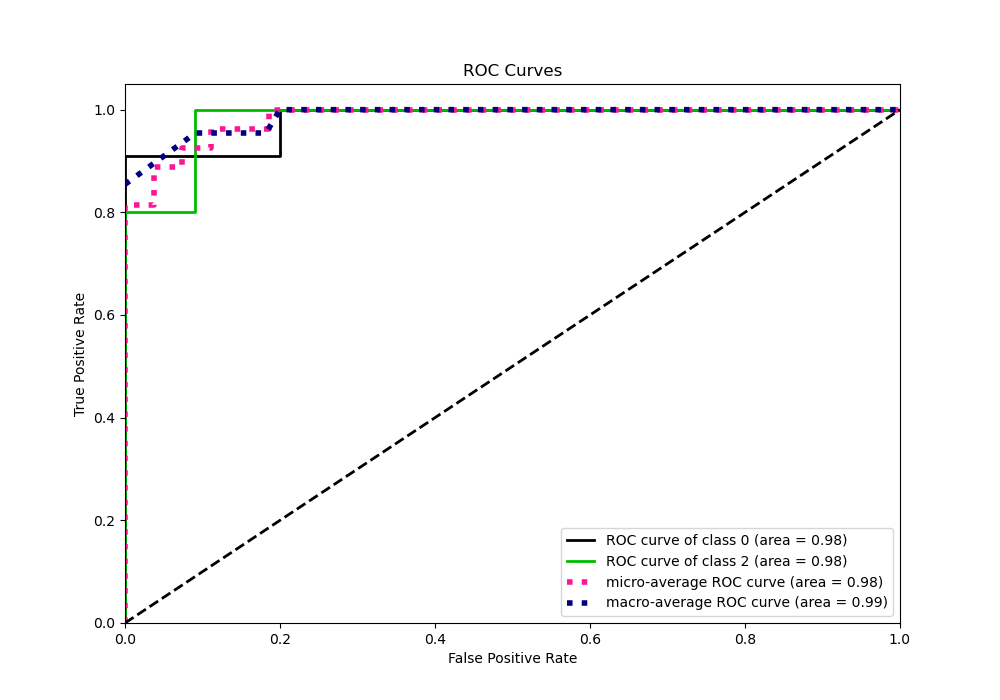 ROC Curves
1.0
0.8
0.6
0.4
0.2
0.0
True Positive Rate
0.0 0.2 0.4 0.6 0.8 1.0
False Positive Rate
ROC curve of class 0 (area = 0.98)
ROC curve of class 2 (area = 0.98)
micro-average ROC curve (area = 0.98)
macro-average ROC curve (area = 0.99)